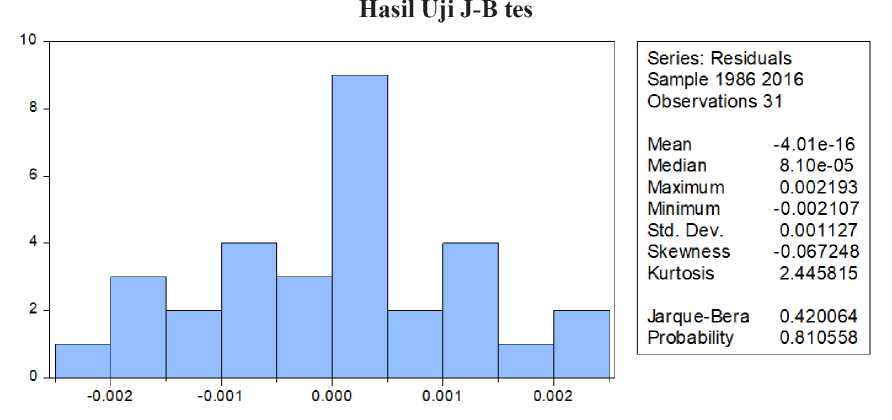 Hasil Uji J-B tes
10
8
6
4
2
0
-0.002 -0.001 0.000 0.001 0.002
Series: Residuals
Sample 1986 2016
Observations 31
Mean -4.01e-16
Median 8.10e-05
Maximum 0.002193
Minimum -0.002107
Std. Dev. 0.001127
Skewness -0.067248
Kurtosis 2.445815
Jarque-Bera 0.420064
Probability 0.810558